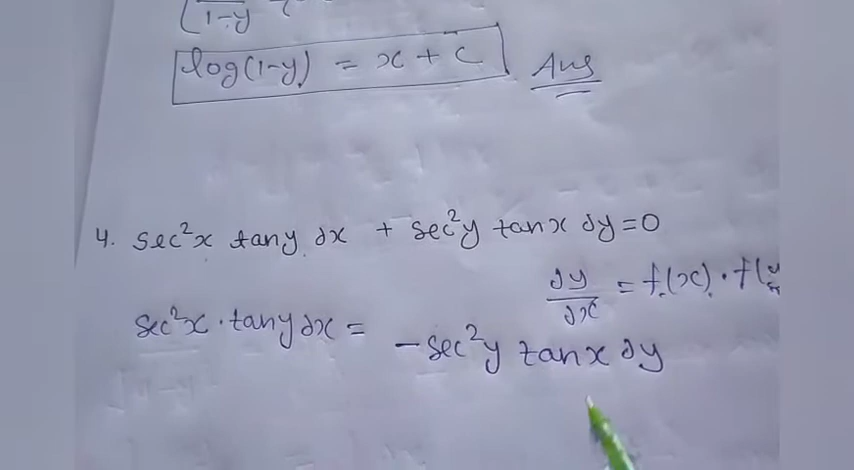 1-y
log(1-y) = x + c Ans
4. sec²x tany dx + sec²y tanx dy = 0
dy/dx = f(x) · f(y
sec²x · tany dx =
-sec²y tanx dy